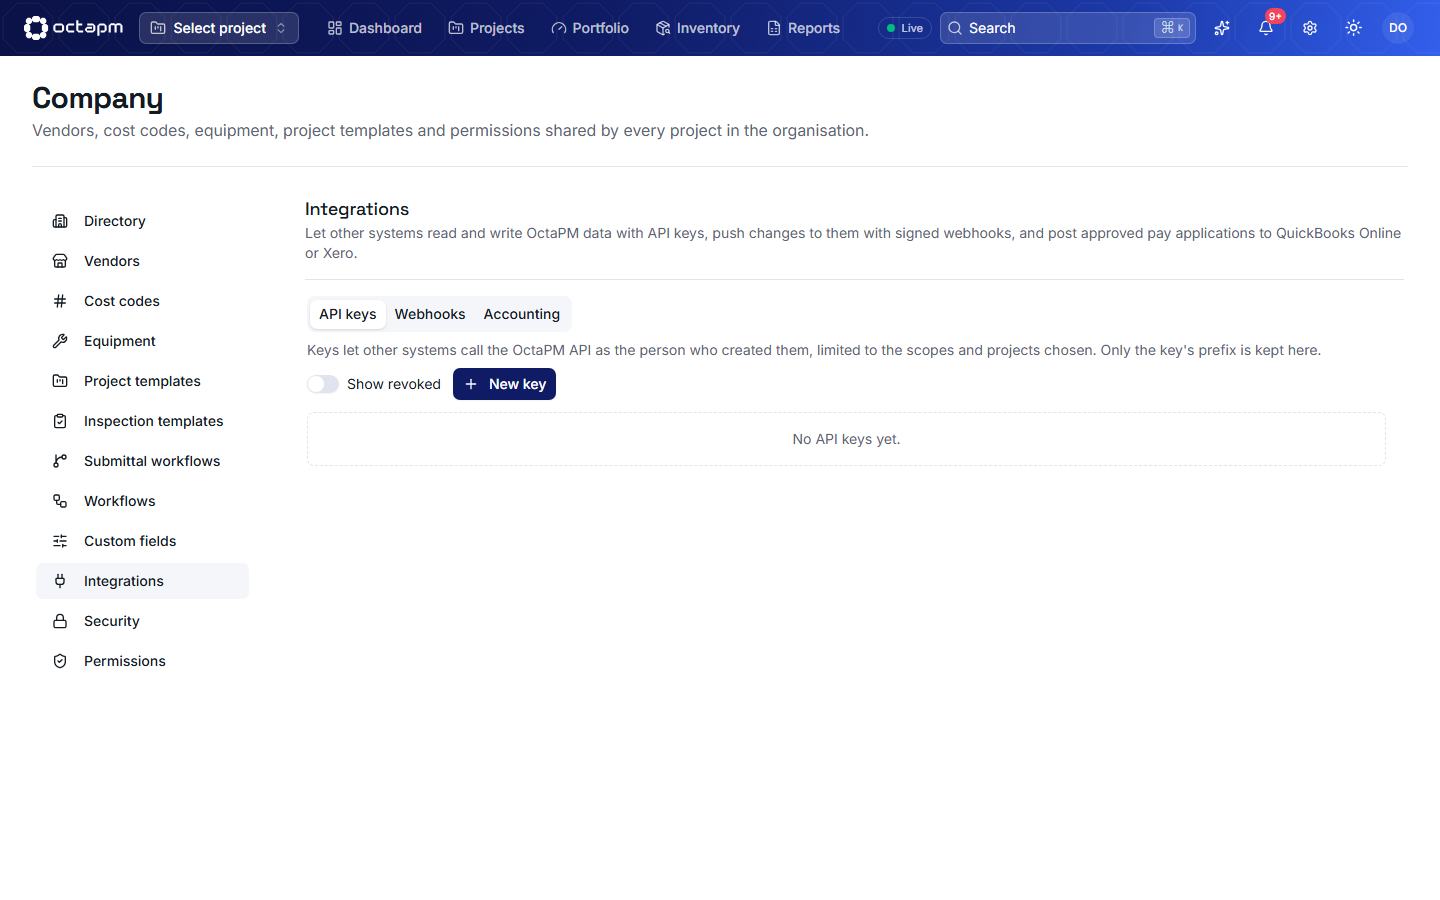 octapm
Select project
Dashboard
Projects
Portfolio
Inventory
Reports
Live
Search
⌘ K
9+
DO
Company
Vendors, cost codes, equipment, project templates and permissions shared by every project in the organisation.
Directory
Vendors
Cost codes
Equipment
Project templates
Inspection templates
Submittal workflows
Workflows
Custom fields
Integrations
Security
Permissions
Integrations
Let other systems read and write OctaPM data with API keys, push changes to them with signed webhooks, and post approved pay applications to QuickBooks Online
or Xero.
API keys
Webhooks
Accounting
Keys let other systems call the OctaPM API as the person who created them, limited to the scopes and projects chosen. Only the key's prefix is kept here.
Show revoked
New key
No API keys yet.